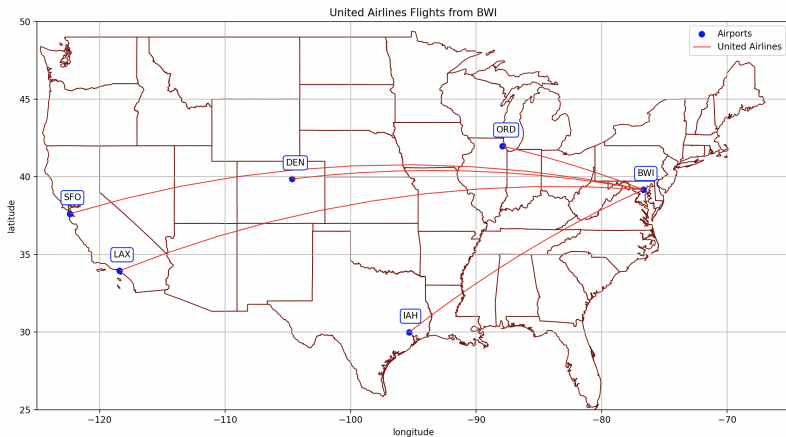 United Airlines Flights from BWI
50
Airports
United Airlines
45
ORD
40
DEN
BWI
SFO
latitude
35
LAX
IAH
30
25
−120
−110
−100
−90
−80
−70
longitude